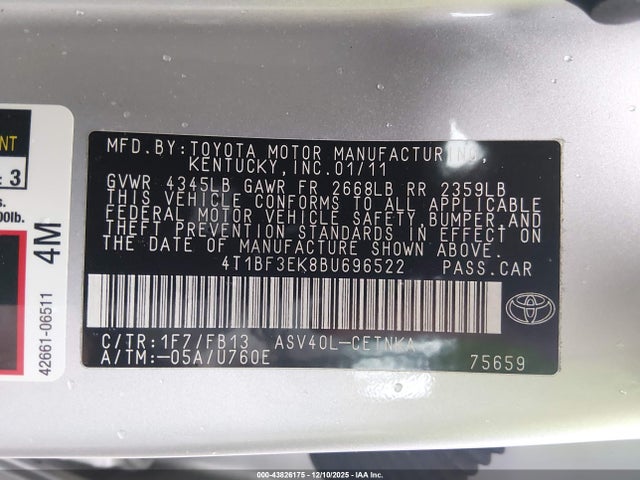 MFD.BY:TOYOTA MOTOR MANUFACTURING,
KENTUCKY,INC.01/11
GVWR 4345LB GAWR FR 2668LB RR 2359LB
THIS VEHICLE CONFORMS TO ALL APPLICABLE
FEDERAL MOTOR VEHICLE SAFETY, BUMPER AND
THEFT PREVENTION STANDARDS IN EFFECT ON
THE DATE OF MANUFACTURE SHOWN ABOVE.
4T1BF3EK8BU696522 PASS.CAR
C/TR:1F7/FB13 ASV40L-CETNKA
A/TM:-05A/U760E 75659
: 3
4M
42661-06511
000-43826175 - 12/10/2025 - IAA Inc.